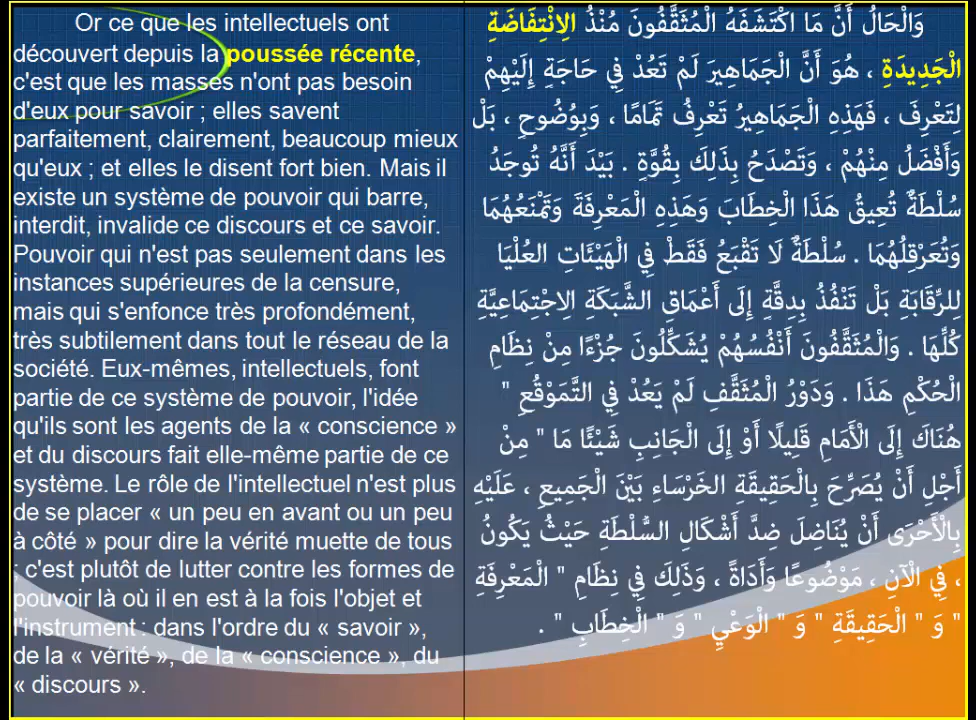 Or ce que les intellectuels ont
découvert depuis la poussée récente,
c'est que les masses n'ont pas besoin
d'eux pour savoir ; elles savent
parfaitement, clairement, beaucoup mieux
qu'eux ; et elles le disent fort bien. Mais il
existe un système de pouvoir qui barre,
interdit, invalide ce discours et ce savoir.
Pouvoir qui n'est pas seulement dans les
instances supérieures de la censure,
mais qui s'enfonce très profondément,
très subtilement dans tout le réseau de la
société. Eux-mêmes, intellectuels, font
partie de ce système de pouvoir, l'idée
qu'ils sont les agents de la « conscience »
et du discours fait elle-même partie de ce
système. Le rôle de l'intellectuel n'est plus
de se placer « un peu en avant ou un peu
à côté » pour dire la vérité muette de tous
; c'est plutôt de lutter contre les formes de
pouvoir là où il en est à la fois l'objet et
l'instrument : dans l'ordre du « savoir »,
de la « vérité », de la « conscience », du
« discours ».
وَالْحَالُ أَنَّ مَا اكْتَشَفَهُ الْمُثَقَّفُونَ مُنْذُ الِانْتِفَاضَةِ
الْجَدِيدَةِ ، هُوَ أَنَّ الْجَمَاهِيرَ لَمْ تَعُدْ فِي حَاجَةٍ إِلَيْهِمْ
لِتَعْرِفَ ، فَهَذِهِ الْجَمَاهِيرُ تَعْرِفُ تَمَامًا ، وَبِوُضُوحٍ ، بَلْ
وَأَفْضَلُ مِنْهُمْ ، وَتَصْدَحُ بِذَلِكَ بِقُوَّةٍ . بَيْدَ أَنَّهُ تُوجَدُ
سُلْطَةٌ تُعِيقُ هَذَا الْخِطَابَ وَهَذِهِ الْمَعْرِفَةَ وَتَمْنَعُهُمَا
وَتُعَرْقِلُهُمَا . سُلْطَةٌ لَا تَقْبَعُ فَقَطْ فِي الْهَيْئَاتِ العُلْيَا
لِلرِّقَابَةِ بَلْ تَنْفُذُ بِدِقَّةٍ إِلَى أَعْمَاقِ الشَّبَكَةِ الِاجْتِمَاعِيَّةِ
كُلِّهَا . وَالْمُثَقَّفُونَ أَنْفُسُهُمْ يُشَكِّلُونَ جُزْءًا مِنْ نِظَامِ
الْحُكْمِ هَذَا . وَدَوْرُ الْمُثَقَّفِ لَمْ يَعُدْ فِي التَّمَوْقُعِ "
هُنَاكَ إِلَى الْأَمَامِ قَلِيلًا أَوْ إِلَى الْجَانِبِ شَيْئًا مَا " مِنْ
أَجْلِ أَنْ يُصَرِّحَ بِالْحَقِيقَةِ الخَرْسَاءِ بَيْنَ الْجَمِيعِ ، عَلَيْهِ
بِالْأَحْرَى أَنْ يُنَاضِلَ ضِدَّ أَشْكَالِ السُّلْطَةِ حَيْثُ يَكُونُ
، فِي الْآنِ ، مَوْضُوعًا وَأَدَاةً ، وَذَلِكَ فِي نِظَامِ " الْمَعْرِفَةِ
" وَ " الْحَقِيقَةِ " وَ " الْوَعْيِ " وَ " الْخِطَابِ " .